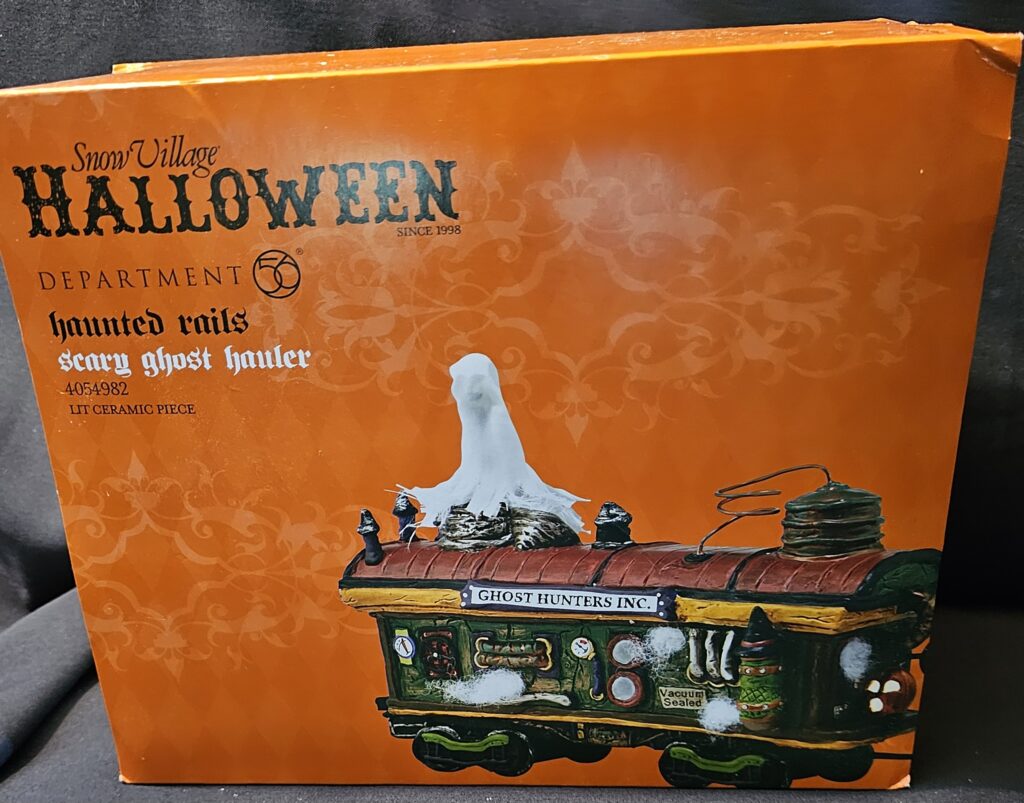 Snow Village
HALLOWEEN
SINCE 1998
DEPARTMENT 56®
haunted rails
scary ghost hauler
4054982
LIT CERAMIC PIECE
GHOST HUNTERS INC.
Vacuum
Sealed